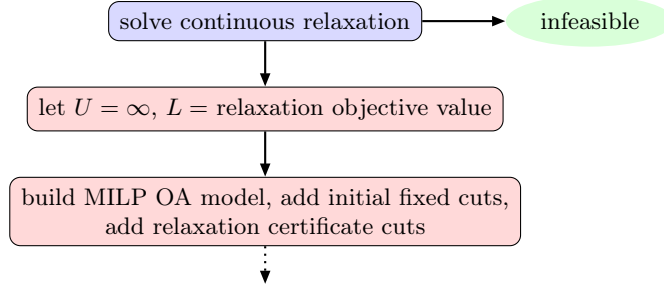 solve continuous relaxation
infeasible
let U = ∞, L = relaxation objective value
build MILP OA model, add initial fixed cuts,
add relaxation certificate cuts